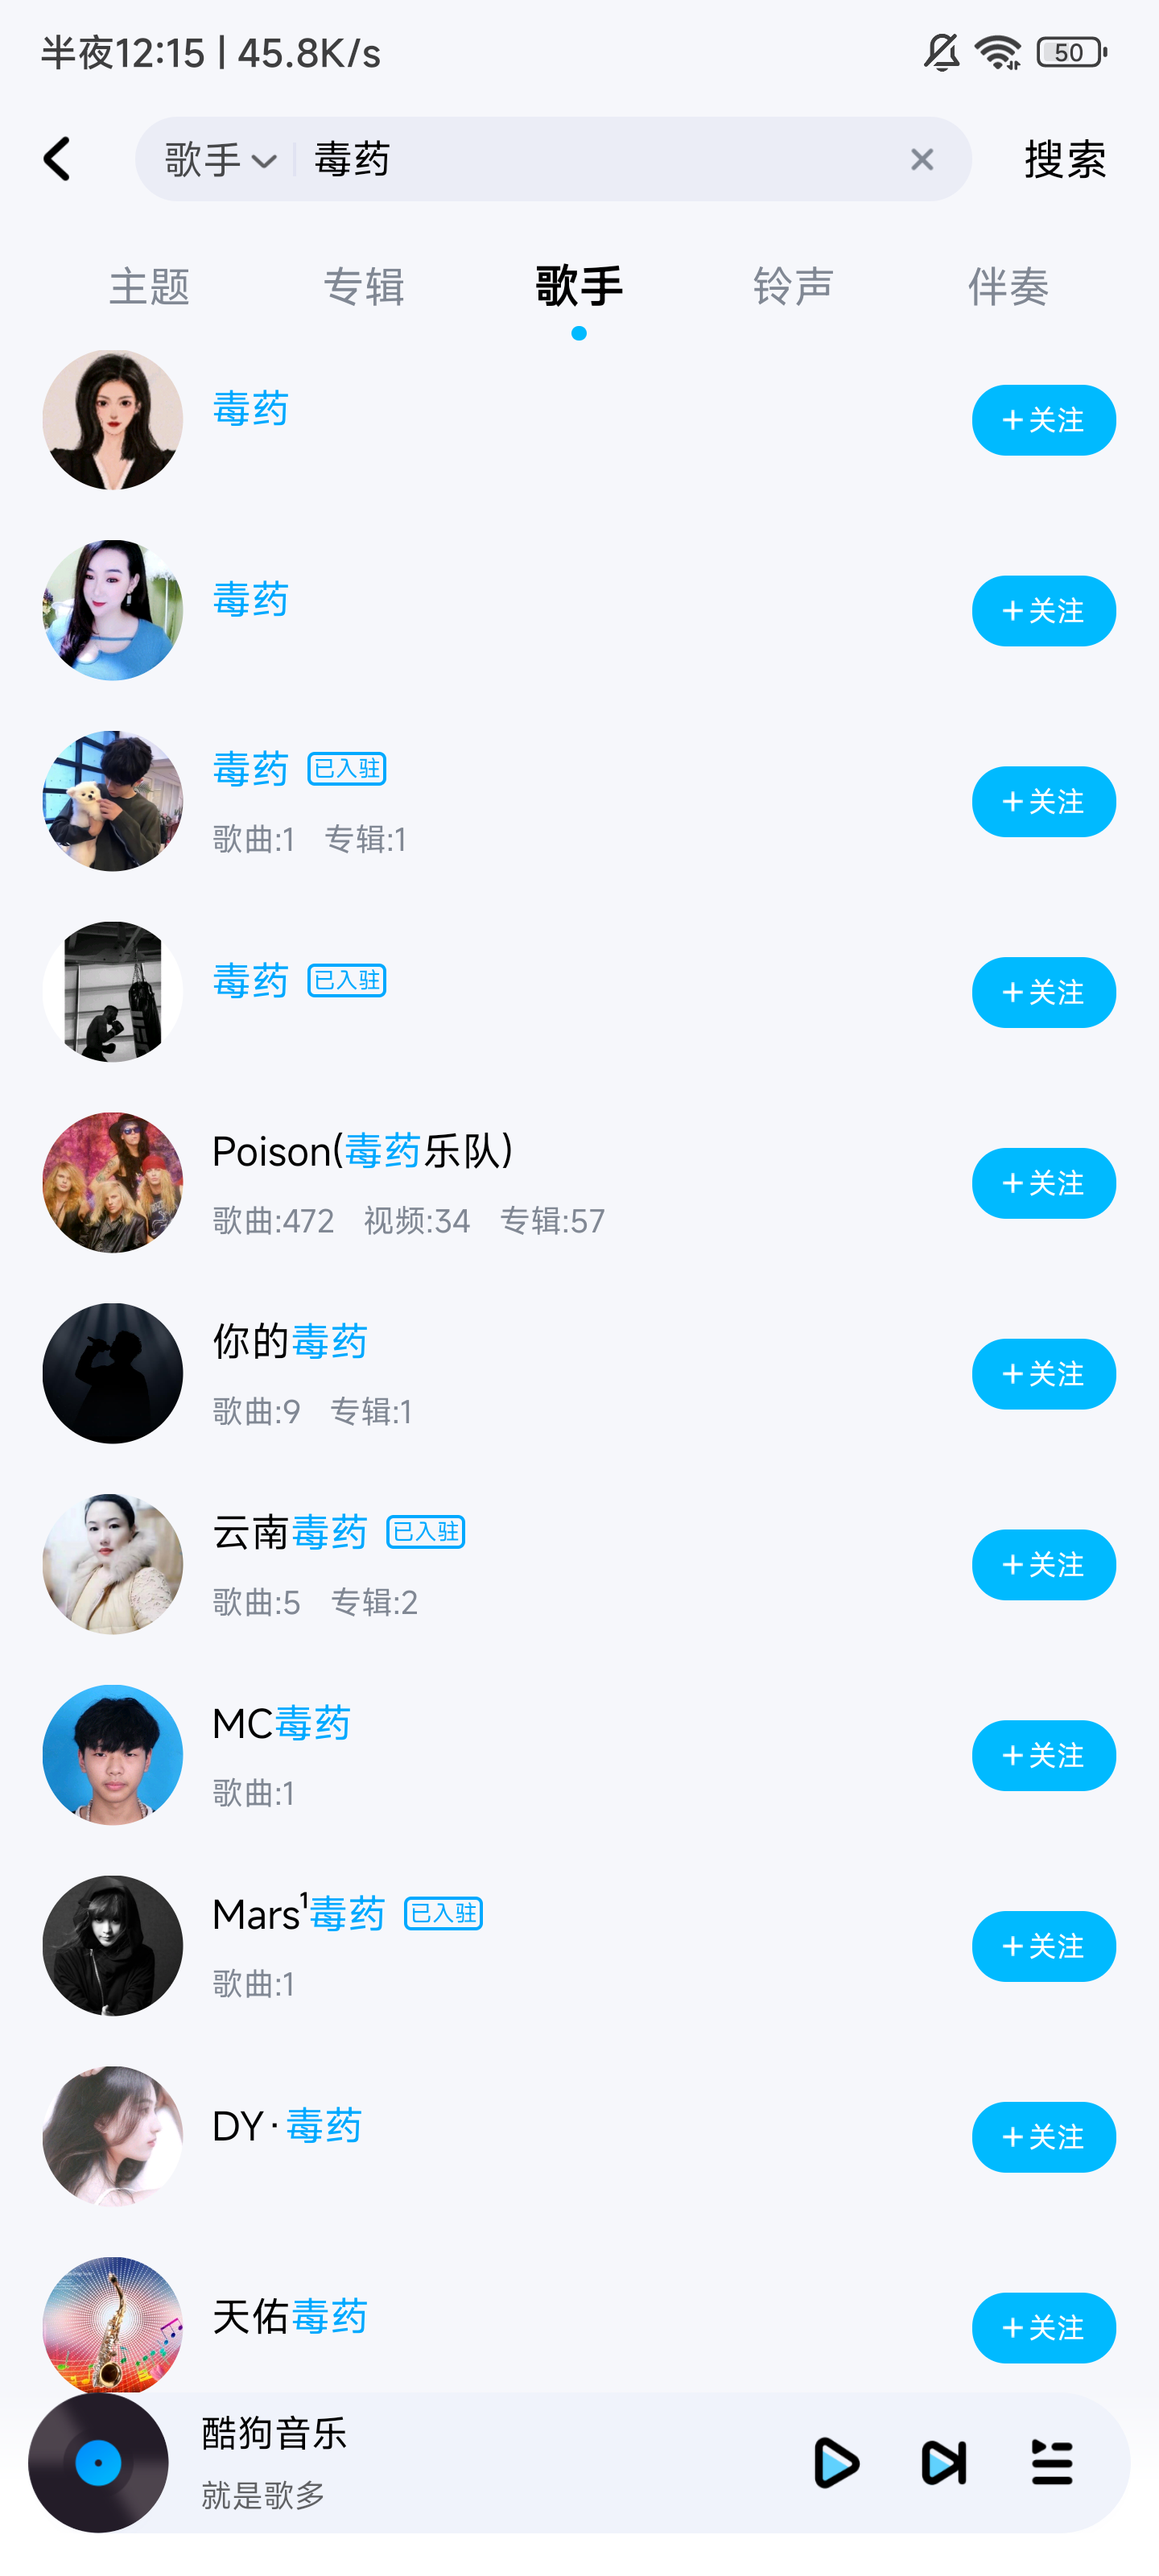 半夜12:15 | 45.8K/s 50
歌手 毒药 搜索
主题 专辑 歌手 铃声 伴奏
毒药 +关注
毒药 +关注
毒药 已入驻
歌曲:1 专辑:1 +关注
毒药 已入驻 +关注
Poison(毒药乐队)
歌曲:472 视频:34 专辑:57 +关注
你的毒药
歌曲:9 专辑:1 +关注
云南毒药 已入驻
歌曲:5 专辑:2 +关注
MC毒药
歌曲:1 +关注
Mars¹毒药 已入驻
歌曲:1 +关注
DY·毒药 +关注
天佑毒药 +关注
酷狗音乐
就是歌多